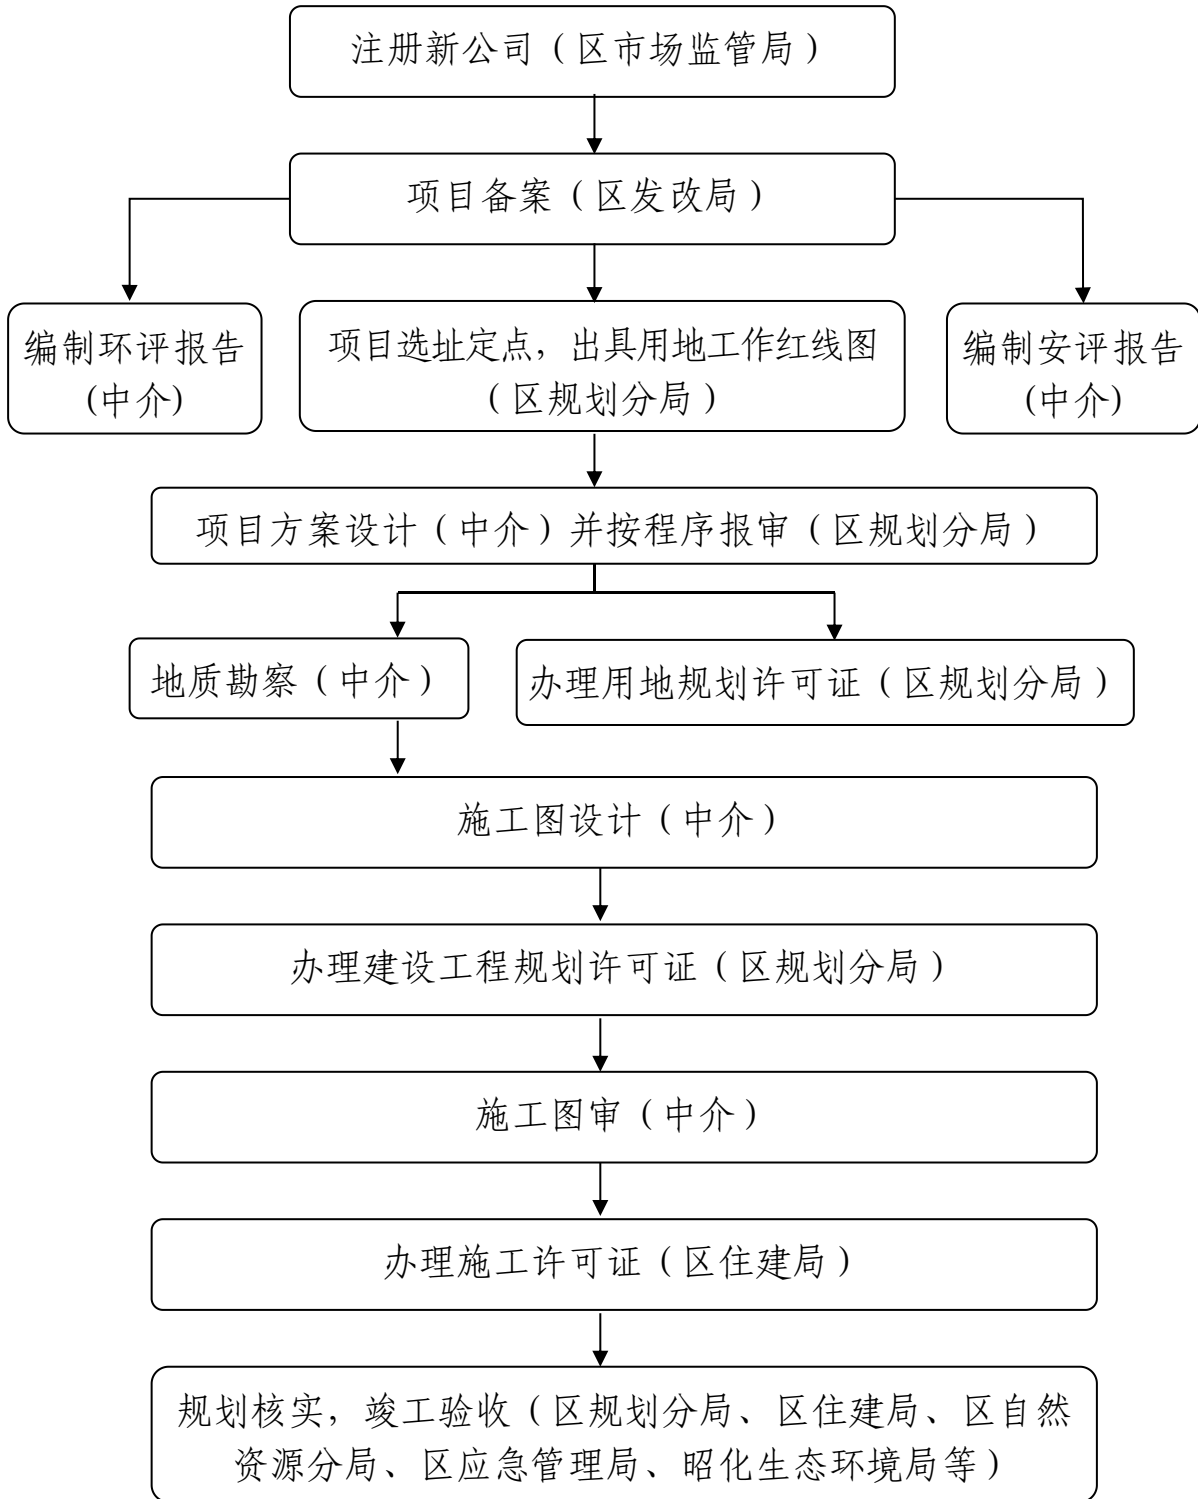 注册新公司（区市场监管局）
项目备案（区发改局）
编制环评报告
(中介)
项目选址定点，出具用地工作红线图
（区规划分局）
编制安评报告
(中介)
项目方案设计（中介）并按程序报审（区规划分局）
地质勘察（中介）
办理用地规划许可证（区规划分局）
施工图设计（中介）
办理建设工程规划许可证（区规划分局）
施工图审（中介）
办理施工许可证（区住建局）
规划核实，竣工验收（区规划分局、区住建局、区自然
资源分局、区应急管理局、昭化生态环境局等）